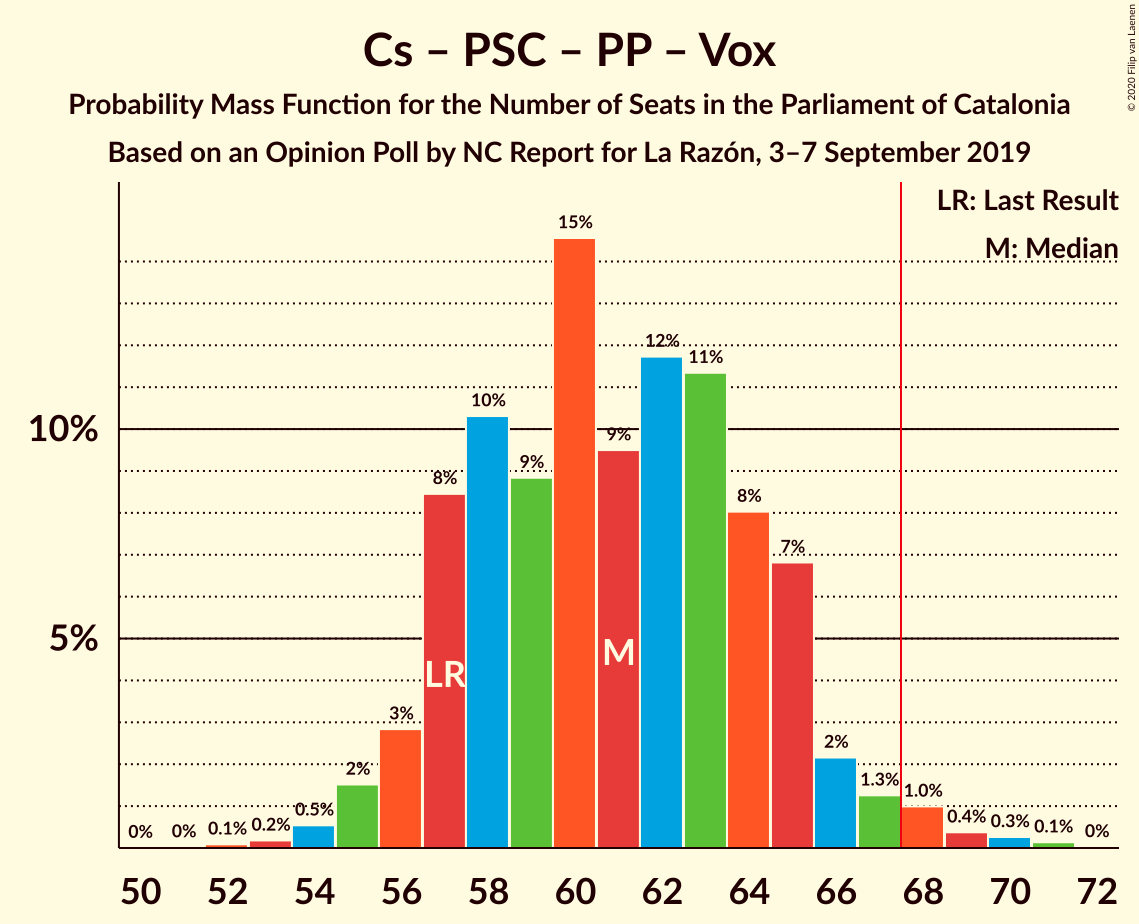 Cs – PSC – PP – Vox
Probability Mass Function for the Number of Seats in the Parliament of Catalonia
Based on an Opinion Poll by NC Report for La Razón, 3–7 September 2019
© 2020 Filip van Laenen
LR: Last Result
M: Median
10%
5%
0%
0%
0.1%
0.2%
0.5%
2%
3%
8%
10%
9%
15%
9%
12%
11%
8%
7%
2%
1.3%
1.0%
0.4%
0.3%
0.1%
0%
LR
M
50 52 54 56 58 60 62 64 66 68 70 72